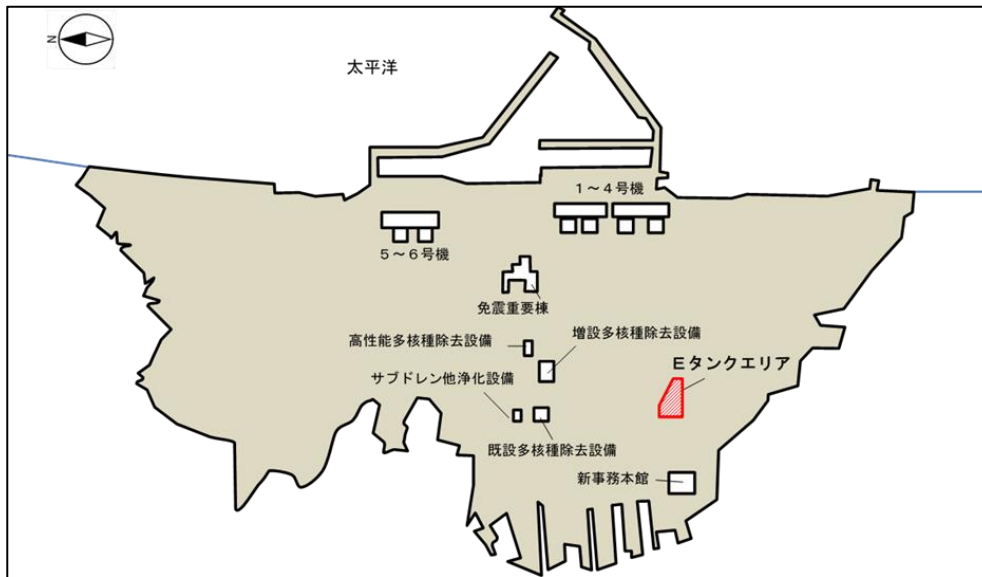 N
太平洋
1～4号機
5～6号機
免震重要棟
高性能多核種除去設備
増設多核種除去設備
Eタンクエリア
サブドレン他浄化設備
既設多核種除去設備
新事務本館